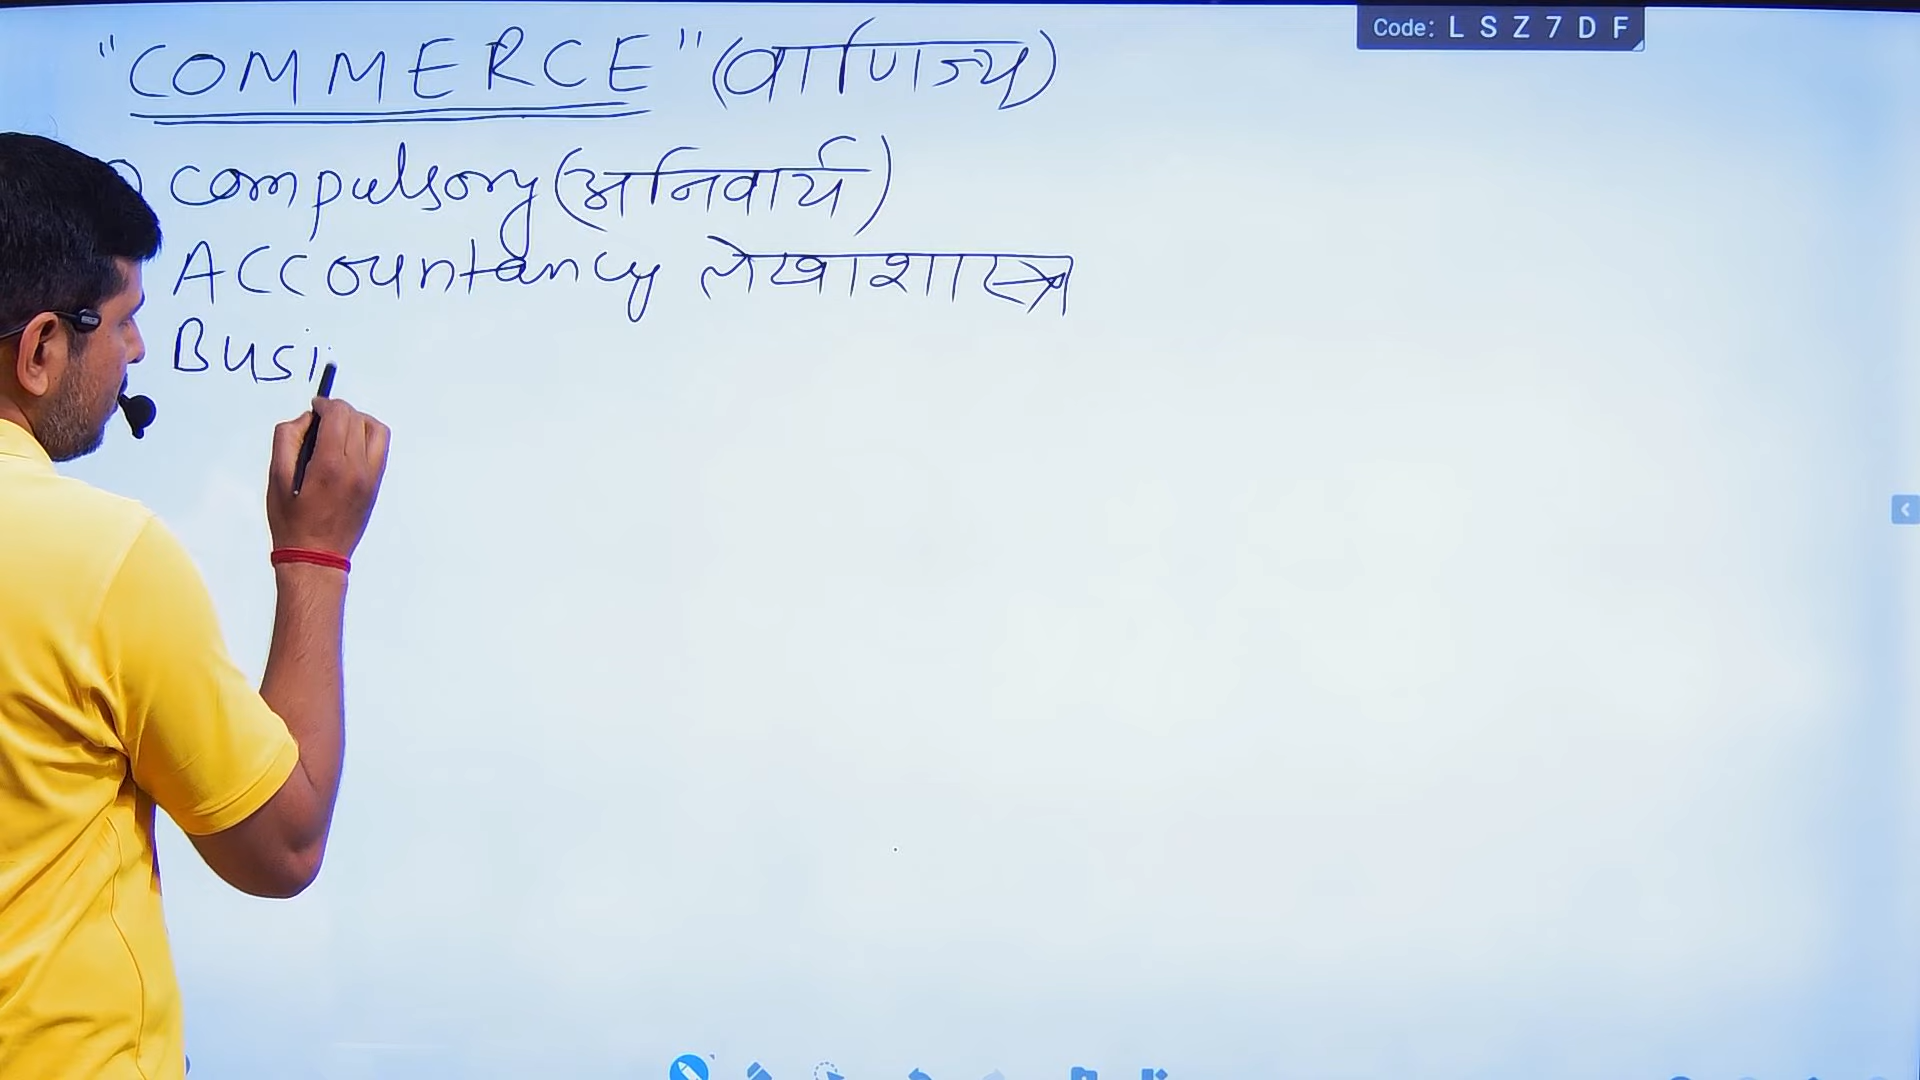 Code: L S Z 7 D F
"COMMERCE" (वाणिज्य)
Compulsory (अनिवार्य)
Accountancy लेखाशास्त्र
Busi